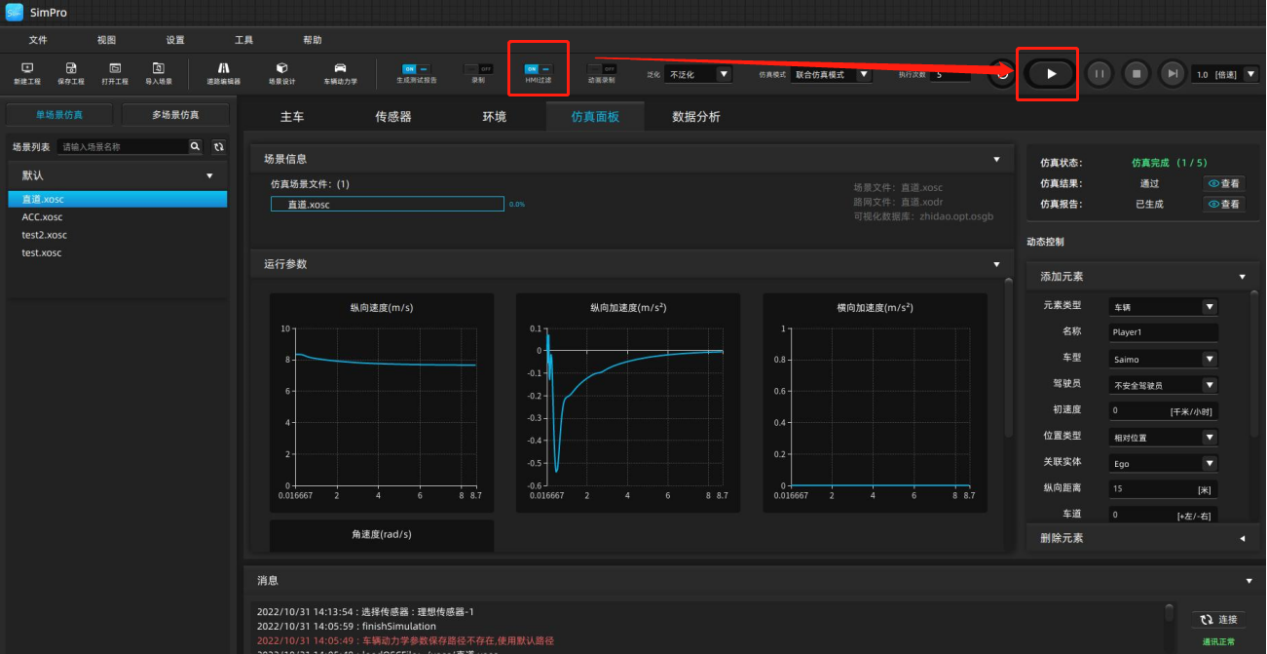 SimPro
文件 视图 设置 工具 帮助
新建工程 保存工程 打开工程 导入场景 道路编辑器 场景设计 车辆动力学
ON 生成测试报告 OFF 录制 ON HMI过滤 OFF 动画录制
泛化 不泛化 仿真模式 联合仿真模式 执行次数 5 1.0 [倍速]
单场景仿真 多场景仿真
场景列表 请输入场景名称
默认
直道.xosc
ACC.xosc
test2.xosc
test.xosc
主车 传感器 环境 仿真面板 数据分析
场景信息
仿真场景文件: (1)
直道.xosc 0.0%
场景文件: 直道.xosc
路网文件: 直道.xodr
可视化数据库: zhidao.opt.osgb
运行参数
纵向速度(m/s)
10
8
6
4
2
0
0.016667 2 4 6 8 8.7
纵向加速度(m/s²)
0.1
0
-0.1
-0.2
-0.3
-0.4
-0.5
-0.6
0.016667 2 4 6 8 8.7
横向加速度(m/s²)
1
0.8
0.6
0.4
0.2
0
0.016667 2 4 6 8 8.7
角速度(rad/s)
仿真状态: 仿真完成 (1 / 5)
仿真结果: 通过 查看
仿真报告: 已生成 查看
动态控制
添加元素
元素类型 车辆
名称 Player1
车型 Saimo
驾驶员 不安全驾驶员
初速度 0 [千米/小时]
位置类型 相对位置
关联实体 Ego
纵向距离 15 [米]
车道 0 [+左/-右]
删除元素
消息
2022/10/31 14:13:54 : 选择传感器 : 理想传感器-1
2022/10/31 14:05:59 : finishSimulation
2022/10/31 14:05:49 : 车辆动力学参数保存路径不存在,使用默认路径
连接
通讯正常